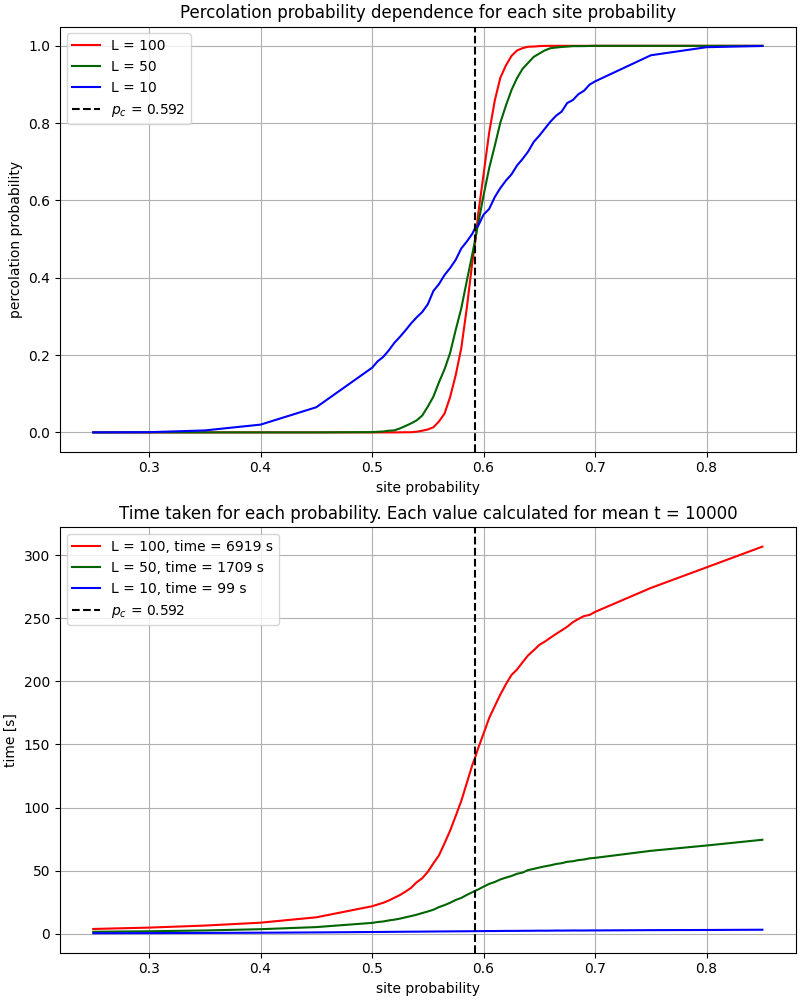 Percolation probability dependence for each site probability
L = 100
L = 50
L = 10
p_c = 0.592
percolation probability
1.0
0.8
0.6
0.4
0.2
0.0
0.3 0.4 0.5 0.6 0.7 0.8
site probability
Time taken for each probability. Each value calculated for mean t = 10000
L = 100, time = 6919 s
L = 50, time = 1709 s
L = 10, time = 99 s
p_c = 0.592
time [s]
300
250
200
150
100
50
0
0.3 0.4 0.5 0.6 0.7 0.8
site probability